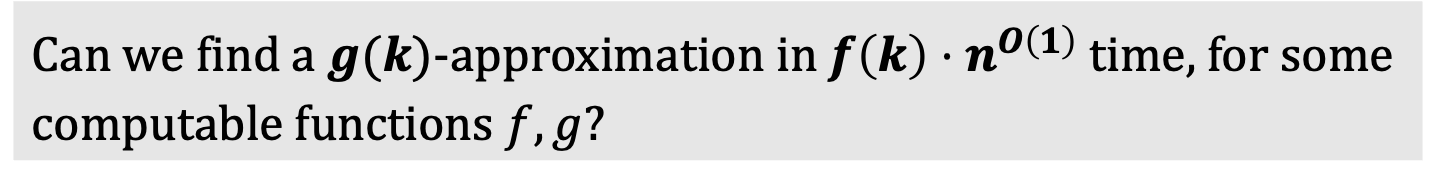 Can we find a g(k)-approximation in f(k) · n^{O(1)} time, for some
computable functions f, g?